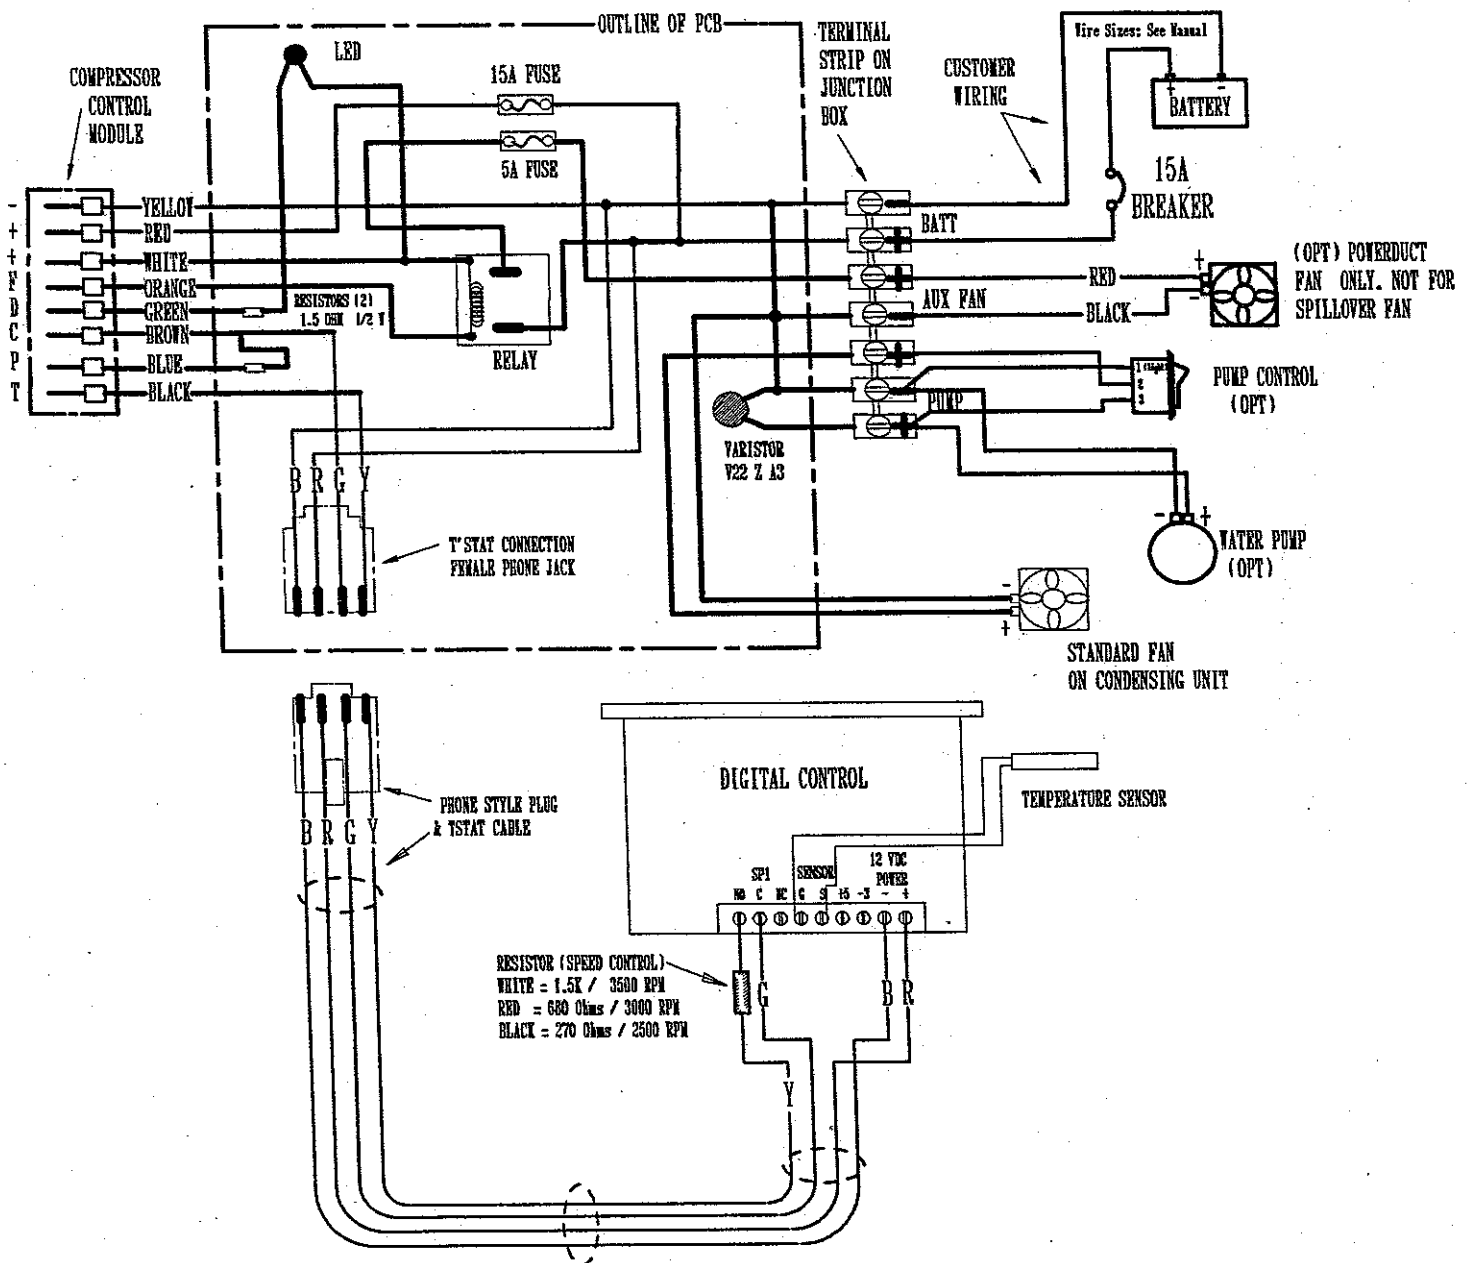 OUTLINE OF PCB
LED
15A FUSE
5A FUSE
COMPRESSOR
CONTROL
MODULE
TERMINAL
STRIP ON
JUNCTION
BOX
CUSTOMER
WIRING
Wire Sizes: See Manual
+ -
BATTERY
15A
BREAKER
- YELLOW
+ RED
+ WHITE
F ORANGE
D GREEN
C BROWN
P BLUE
T BLACK
RESISTORS (2)
1.5 OHM 1/2 W
RELAY
BATT
AUX FAN
PUMP
RED
BLACK
+
-
(OPT) POWERDUCT
FAN ONLY. NOT FOR
SPILLOVER FAN
1
2
3
PUMP CONTROL
(OPT)
VARISTOR
V22 Z A3
- +
WATER PUMP
(OPT)
B R G Y
T'STAT CONNECTION
FEMALR PHONE JACK
-
+
STANDARD FAN
ON CONDENSING UNIT
PHONE STYLE PLUG
& TSTAT CABLE
B R G Y
DIGITAL CONTROL
TEMPERATURE SENSOR
SP1 SENSOR 12 VDC
POWER
NO C NC G S +5 -3 - +
RESISTOR (SPEED CONTROL)
WHITE = 1.5K / 3500 RPM
RED = 680 Ohms / 3000 RPM
BLACK = 270 Ohms / 2500 RPM
G B R
Y